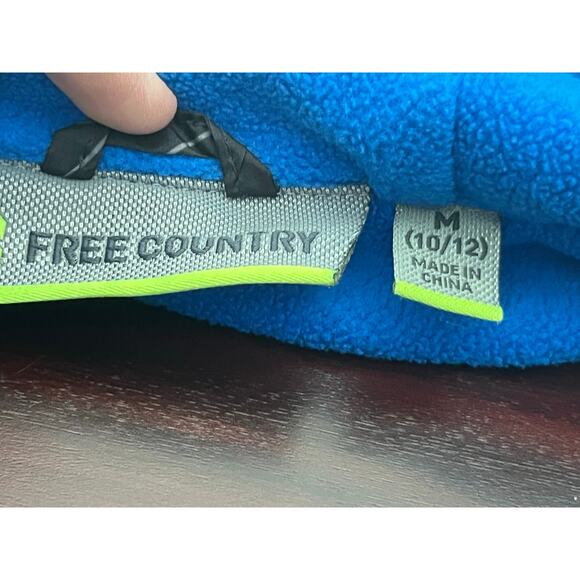 FREE COUNTRY
M
(10/12)
MADE IN
CHINA